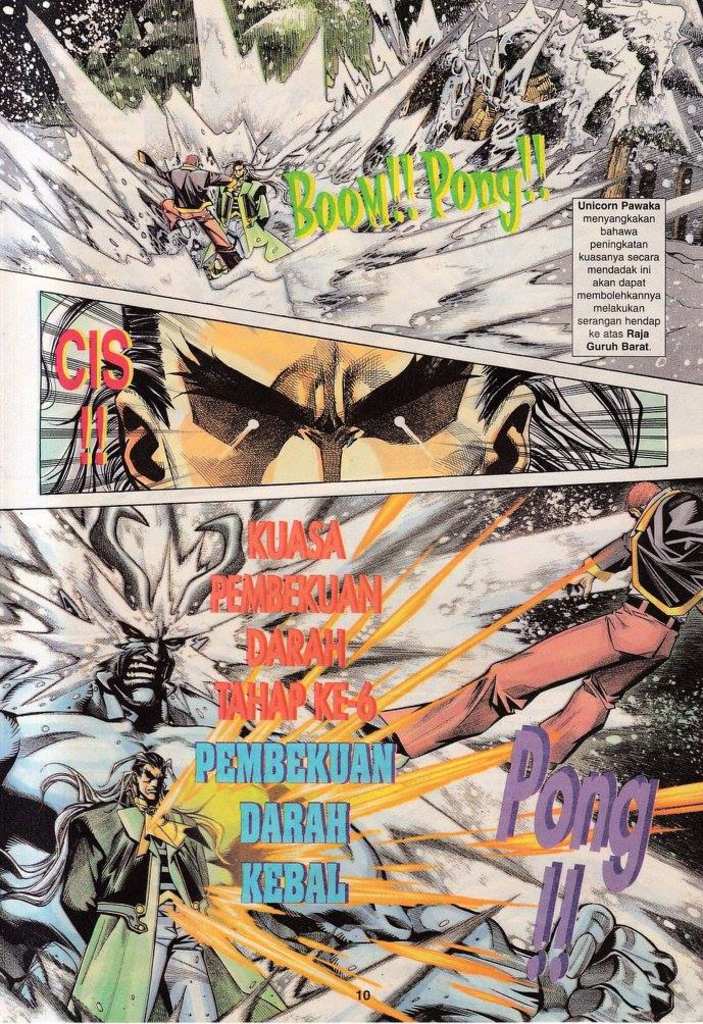 BOOM!! PONG!!
Unicorn Pawaka
menyangkakan
bahawa
peningkatan
kuasanya secara
mendadak ini
akan dapat
membolehkannya
melakukan
serangan hendap
ke atas Raja
Guruh Barat.
CIS
!!
KUASA
PEMBEKUAN
DARAH
TAHAP KE-6
PEMBEKUAN
DARAH
KEBAL
PONG
!!
10